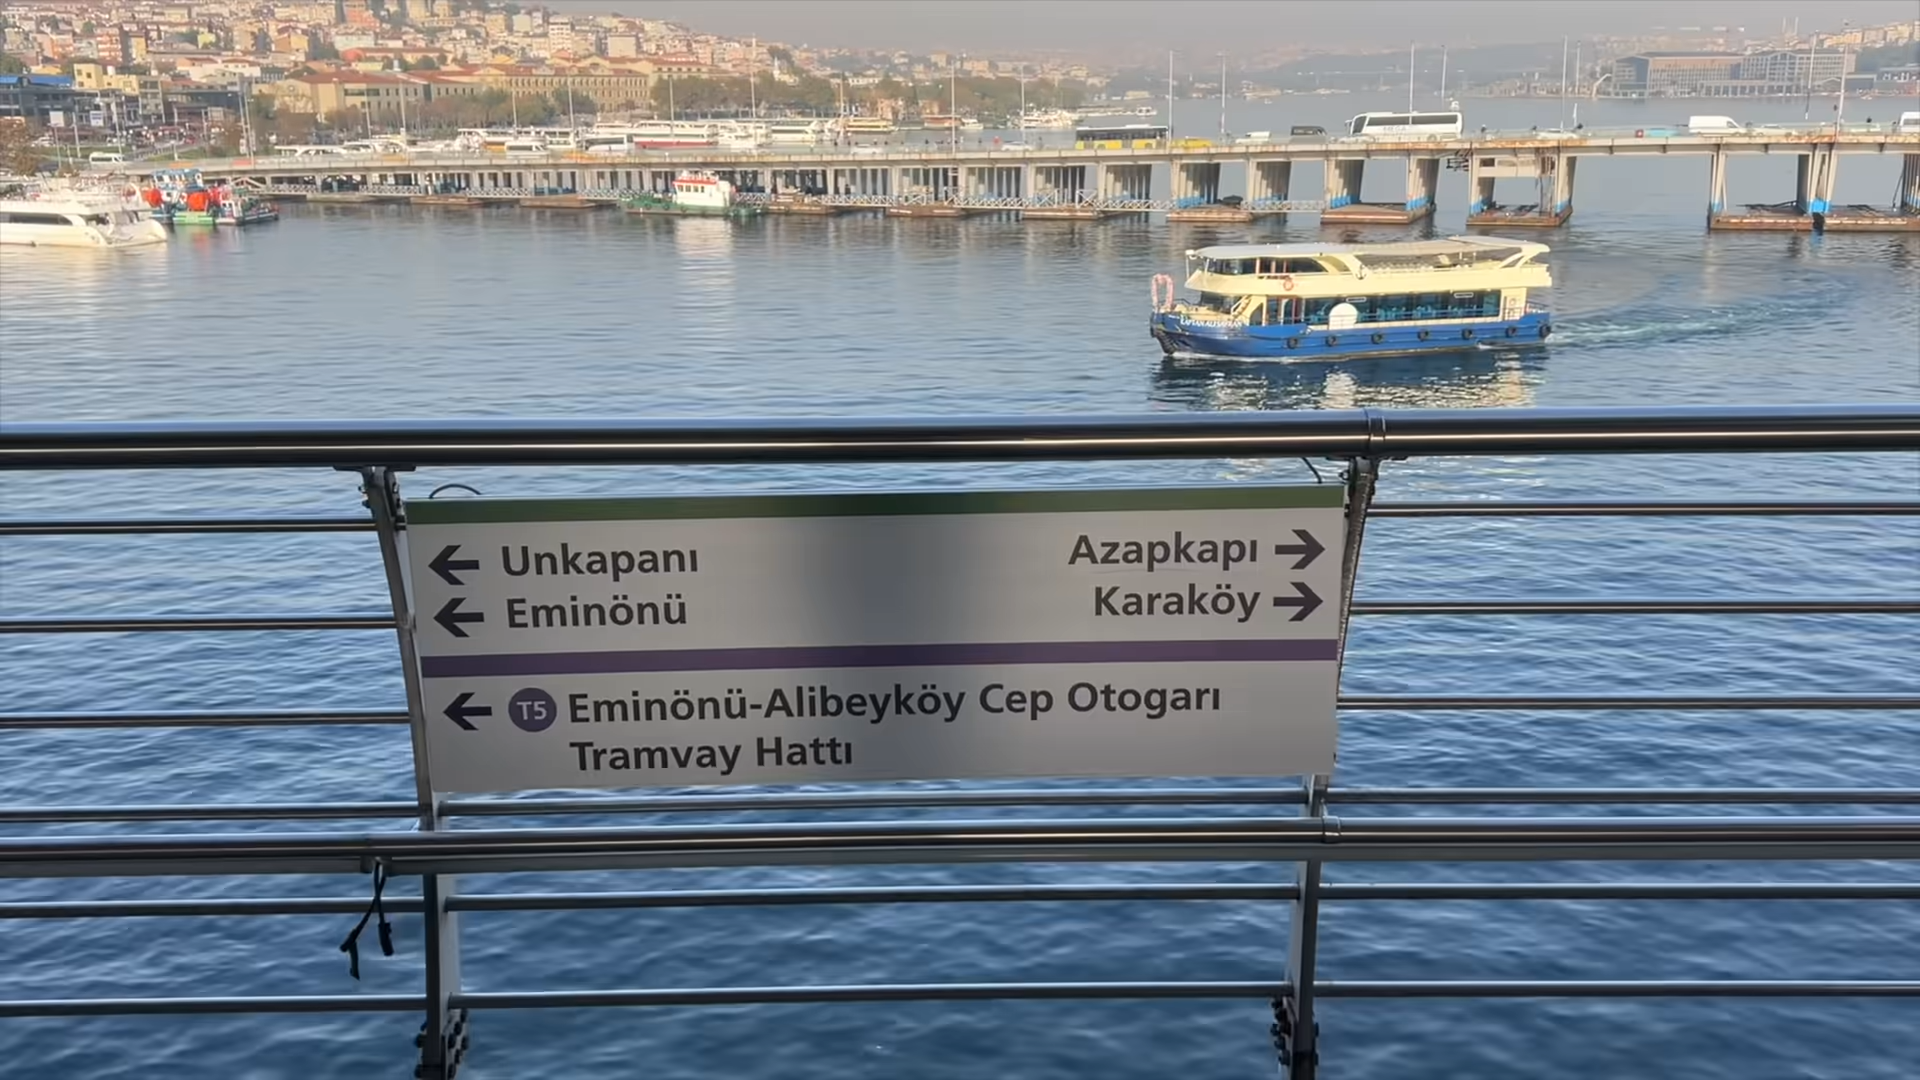 Unkapanı
Eminönü
Azapkapı
Karaköy
T5 Eminönü-Alibeyköy Cep Otogarı
Tramvay Hattı